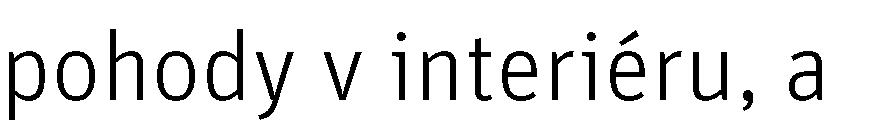 pohody v interiéru, a